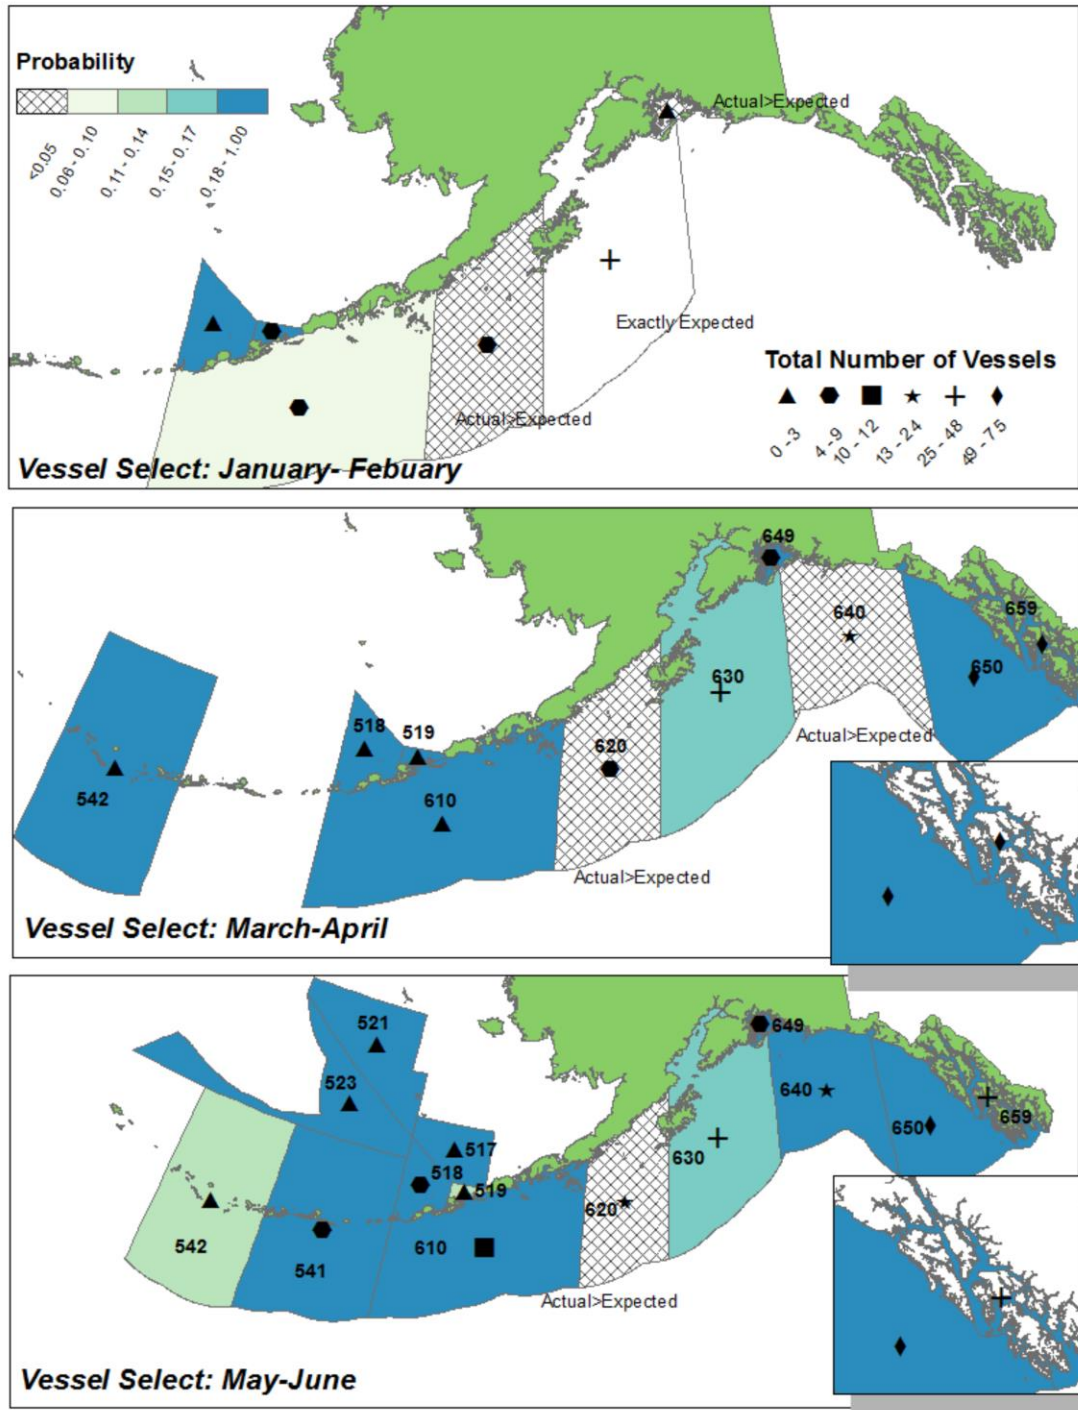 Probability
<0.05
0.06 - 0.10
0.11 - 0.14
0.15 - 0.17
0.18 - 1.00
Actual>Expected
Exactly Expected
Total Number of Vessels
0 - 3
4 - 9
10 - 12
13 - 24
25 - 48
49 - 75
Actual>Expected
Vessel Select: January- Febuary
649
640
659
650
630
518
519
620
Actual>Expected
542
610
Actual>Expected
Vessel Select: March-April
521
649
523
640
659
650
517
630
518
519
620
542
541
610
Actual>Expected
Vessel Select: May-June